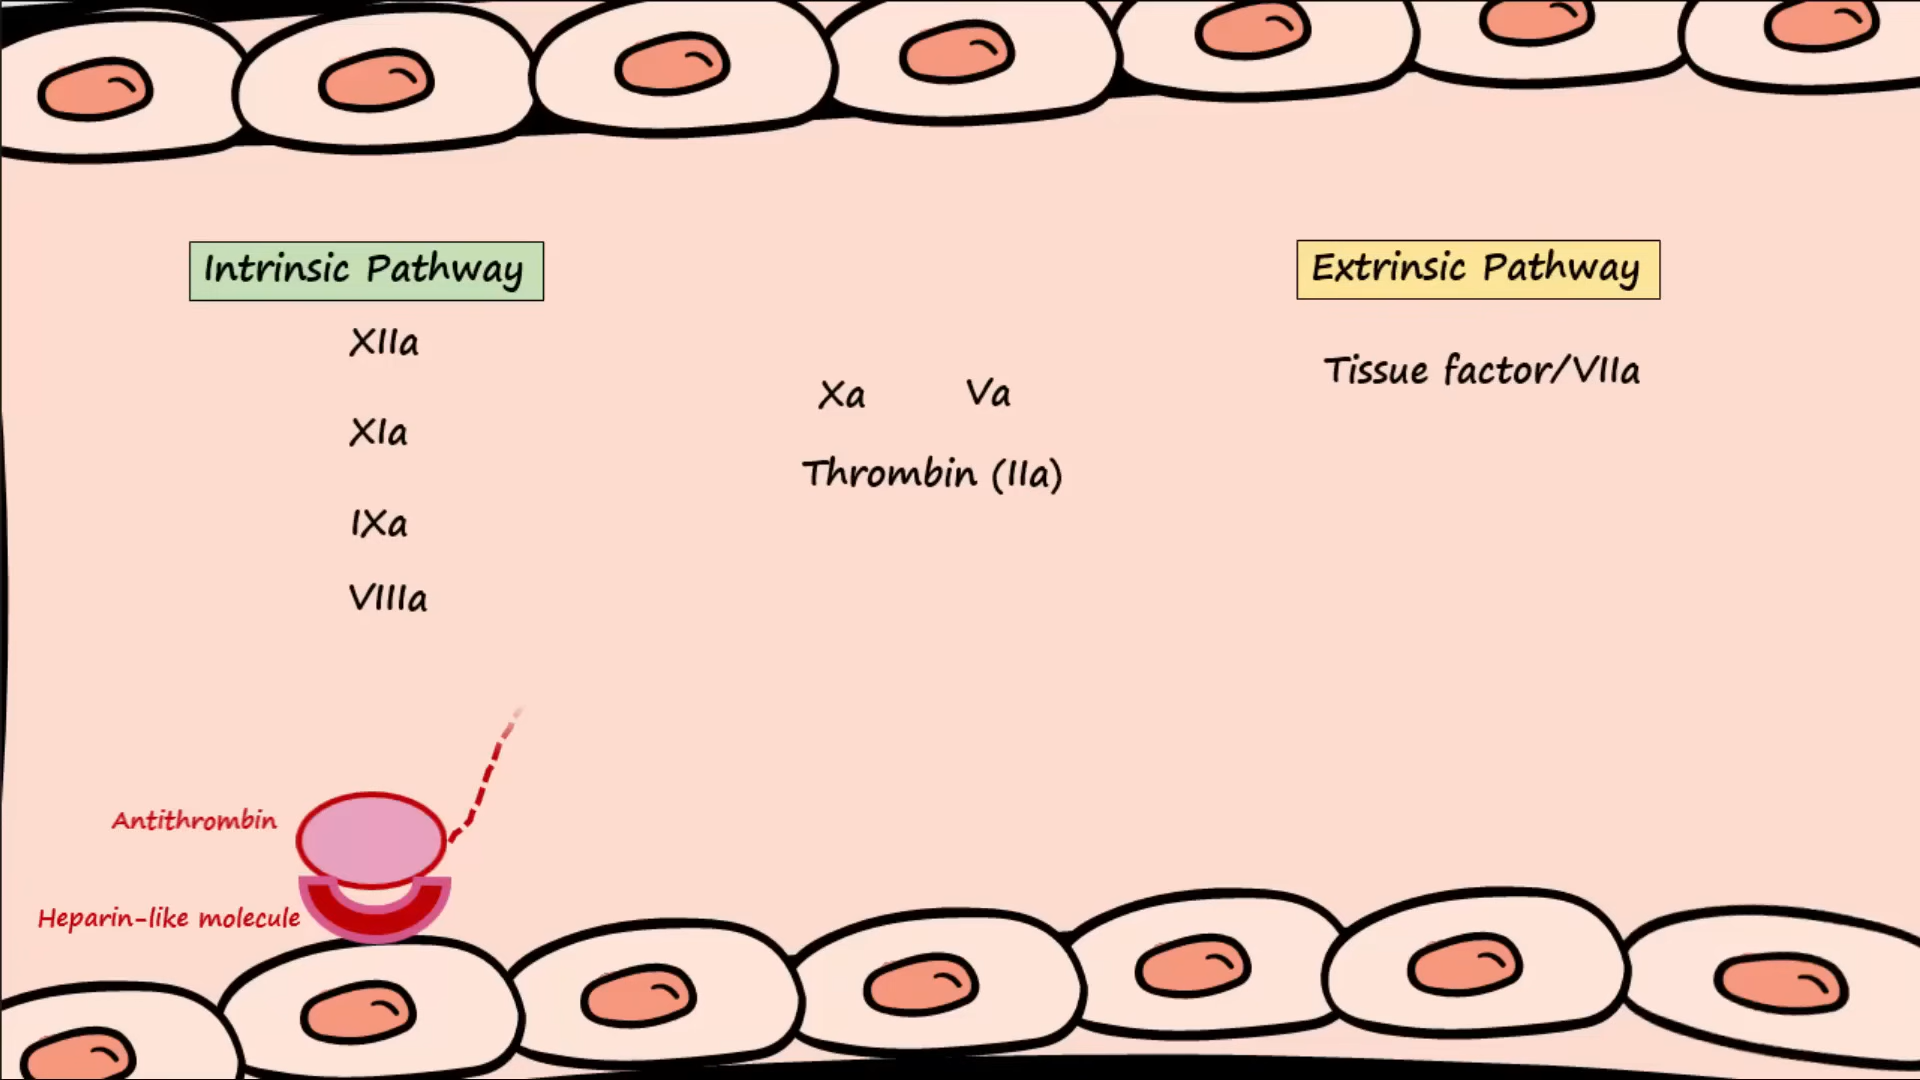 Intrinsic Pathway
XIIa
XIa
IXa
VIIIa
Xa Va
Thrombin (IIa)
Extrinsic Pathway
Tissue factor/VIIa
Antithrombin
Heparin-like molecule